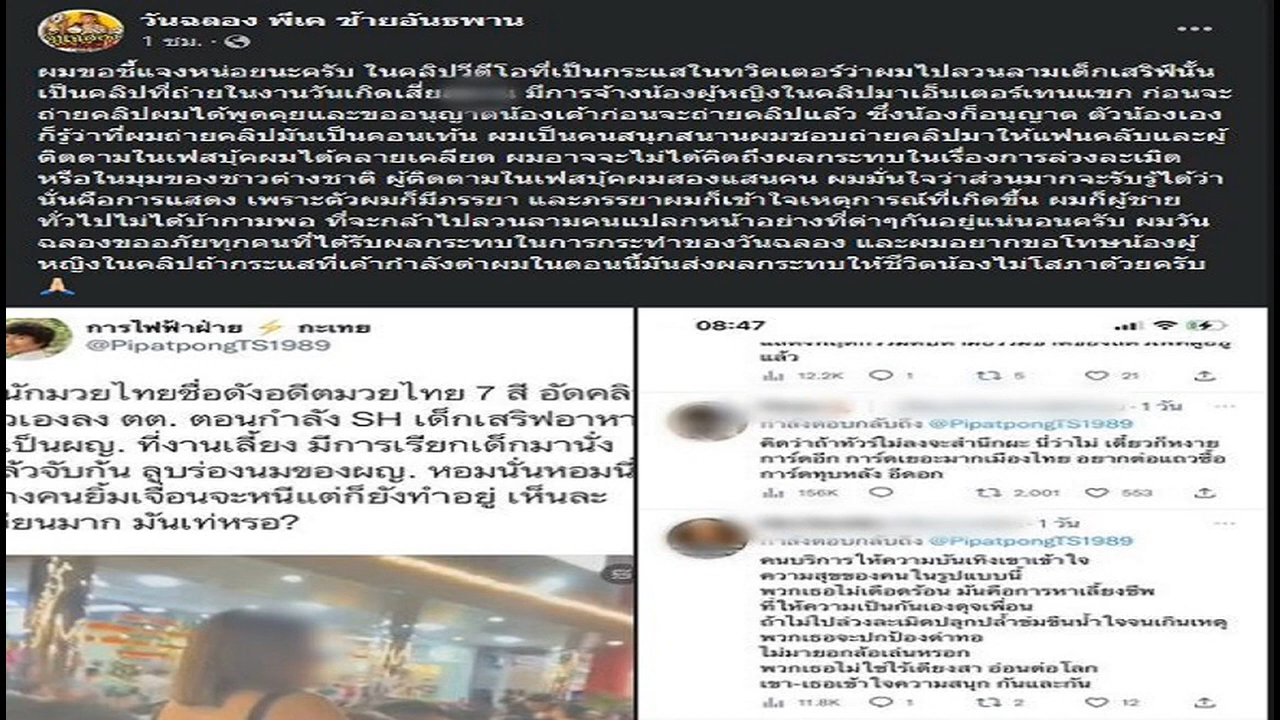 วันฉลอง พีเค ซ้ายอันธพาน
1 ชม.
ผมขอชี้แจงหน่อยนะครับ ในคลิปวีดีโอที่เป็นกระแสในทวิตเตอร์ว่าผมไปลวนลามเด็กเสริฟนั้น
เป็นคลิปที่ถ่ายในงานวันเกิดเสี่ย มีการจ้างน้องผู้หญิงในคลิปมาเอ็นเตอร์เทนแขก ก่อนจะ
ถ่ายคลิปผมได้พูดคุยและขออนุญาตน้องเค้าก่อนจะถ่ายคลิปแล้ว ซึ่งน้องก็อนุญาต ตัวน้องเอง
ก็รู้ว่าที่ผมถ่ายคลิปมันเป็นคอนเท้น ผมเป็นคนสนุกสนานผมชอบถ่ายคลิปมาให้แฟนคลับและผู้
ติดตามในเฟสบุ้คผมได้คลายเคลียด ผมอาจจะไม่ได้คิดถึงผลกระทบในเรื่องการล่วงละเมิด
หรือในมุมของชาวต่างชาติ ผู้ติดตามในเฟสบุ้คผมสองแสนคน ผมมั่นใจว่าส่วนมากจะรับรู้ได้ว่า
นั่นคือการแสดง เพราะตัวผมก็มีภรรยา และภรรยาผมก็เข้าใจเหตุการณ์ที่เกิดขึ้น ผมก็ผู้ชาย
ทั่วไปไม่ได้บ้ากามพอ ที่จะกล้าไปลวนลามคนแปลกหน้าอย่างที่ด่าๆกันอยู่แน่นอนครับ ผมวัน
ฉลองขออภัยทุกคนที่ได้รับผลกระทบในการกระทำของวันฉลอง และผมอยากขอโทษน้องผู้
หญิงในคลิปถ้ากระแสที่เค้ากำลังด่าผมในตอนนี้มันส่งผลกระทบให้ชีวิตน้องไม่โสภาด้วยครับ
🙏🏻
การไฟฟ้าฝ่าย ⚡ กะเทย
@PipatpongTS1989
นักมวยไทยชื่อดังอดีตมวยไทย 7 สี อัดคลิ
วเองลง ตต. ตอนกำลัง SH เด็กเสริฟอาหา
เป็นผญ. ที่งานเลี้ยง มีการเรียกเด็กมานั่ง
ล้วจับกัน ลูบร่องนมของผญ. หอมนั่นหอมนี่
างคนยิ้มเจื่อนจะหนีแต่ก็ยังทำอยู่ เห็นละ
ยนมาก มันเท่หรอ?
08:47
แล้ว
12.2K 1 5 21
1 วัน
กำลังตอบกลับถึง @PipatpongTS1989
คิดว่าถ้าทัวร์ไม่ลงจะสำนึกผะ นี่ว่าไม่ เดี๋ยวก็หงาย
การ์ดอีก การ์ดเยอะมากเมืองไทย อยากต่อแถวซื้อ
การ์ดทุบหลัง อีดอก
156K 2,001 553
1 วัน
กำลังตอบกลับถึง @PipatpongTS1989
คนบริการให้ความบันเทิงเขาเข้าใจ
ความสุขของคนในรูปแบบนี้
พวกเธอไม่เดือดร้อน มันคือการหาเลี้ยงชีพ
ที่ให้ความเป็นกันเองดุจเพื่อน
ถ้าไม่ไปล่วงละเมิดปลุกปล้ำข่มขืนน้ำใจจนเกินเหตุ
พวกเธอจะปกป้องด่าทอ
ไม่มายอกล้อเล่นหรอก
พวกเธอไม่ใช่ไร้เดียงสา อ่อนต่อโลก
เขา-เธอเข้าใจความสนุก กันและกัน
11.8K 1 2 12